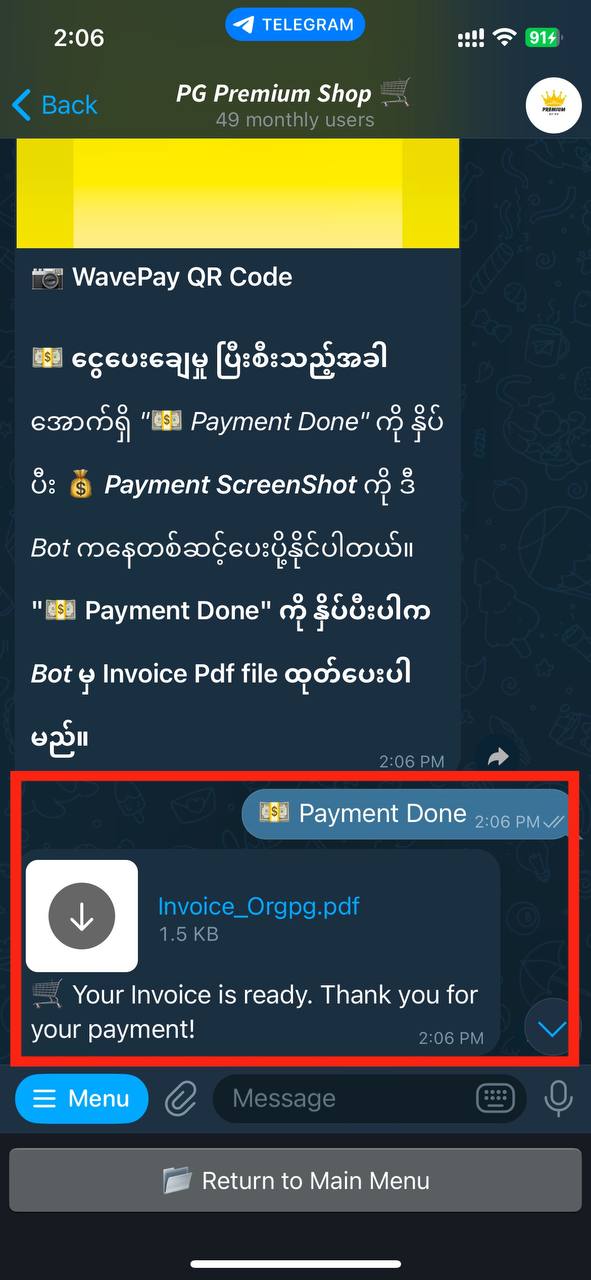 2:06
TELEGRAM
91
Back
PG Premium Shop 🛒
49 monthly users
PREMIUM
📷 WavePay QR Code
💵 ငွေပေးချေမှု ပြီးစီးသည့်အခါ
အောက်ရှိ "💵 Payment Done" ကို နှိပ်
ပီး 💰 Payment ScreenShot ကို ဒီ
Bot ကနေတစ်ဆင့်ပေးပို့နိုင်ပါတယ်။
"💵 Payment Done" ကို နှိပ်ပီးပါက
Bot မှ Invoice Pdf file ထုတ်ပေးပါ
မည်။
2:06 PM
💵 Payment Done 2:06 PM
Invoice_Orgpg.pdf
1.5 KB
🛒 Your Invoice is ready. Thank you for
your payment!
2:06 PM
Menu
Message
📂 Return to Main Menu